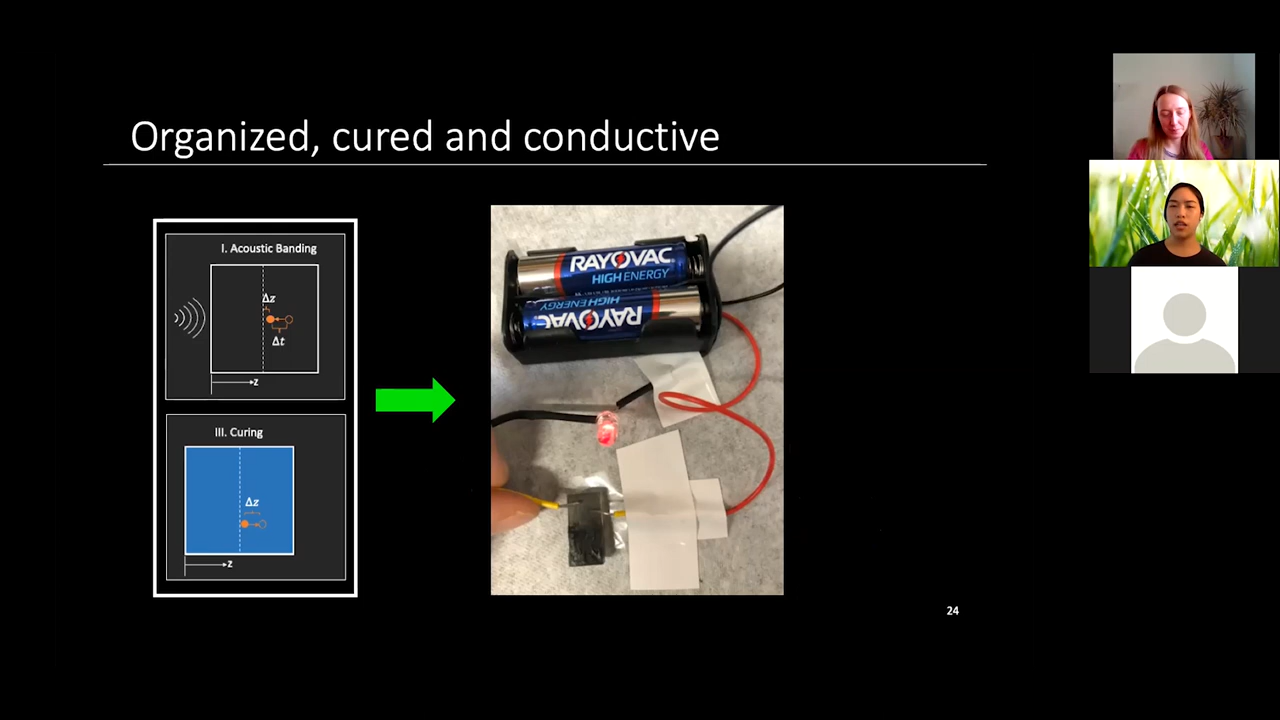 Organized, cured and conductive
I. Acoustic Banding
Δz
Δt
z
III. Curing
Δz
z
RAYOVAC
HIGH ENERGY
HIGH ENERGY
RAYOVAC
24